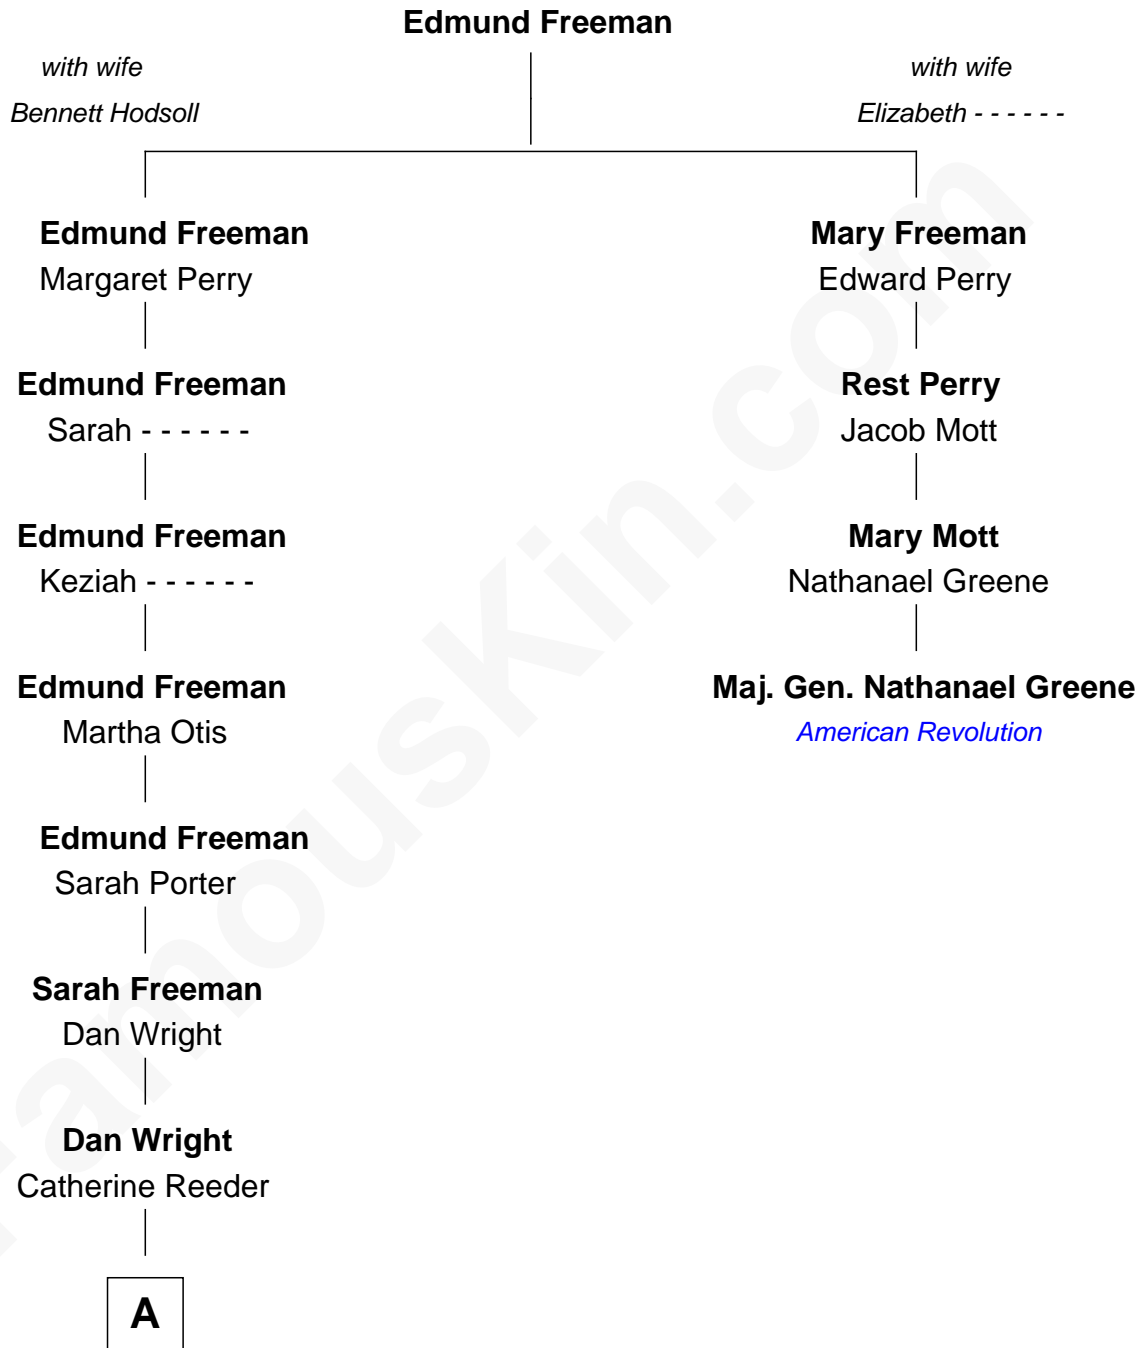 Edmund Freeman
with wife
Bennett Hodsoll
with wife
Elizabeth - - - - - -
Edmund Freeman
Margaret Perry
Mary Freeman
Edward Perry
Edmund Freeman
Sarah - - - - - -
Rest Perry
Jacob Mott
Edmund Freeman
Keziah - - - - - -
Mary Mott
Nathanael Greene
Edmund Freeman
Martha Otis
Maj. Gen. Nathanael Greene
American Revolution
Edmund Freeman
Sarah Porter
Sarah Freeman
Dan Wright
Dan Wright
Catherine Reeder
A
FamousKin.com